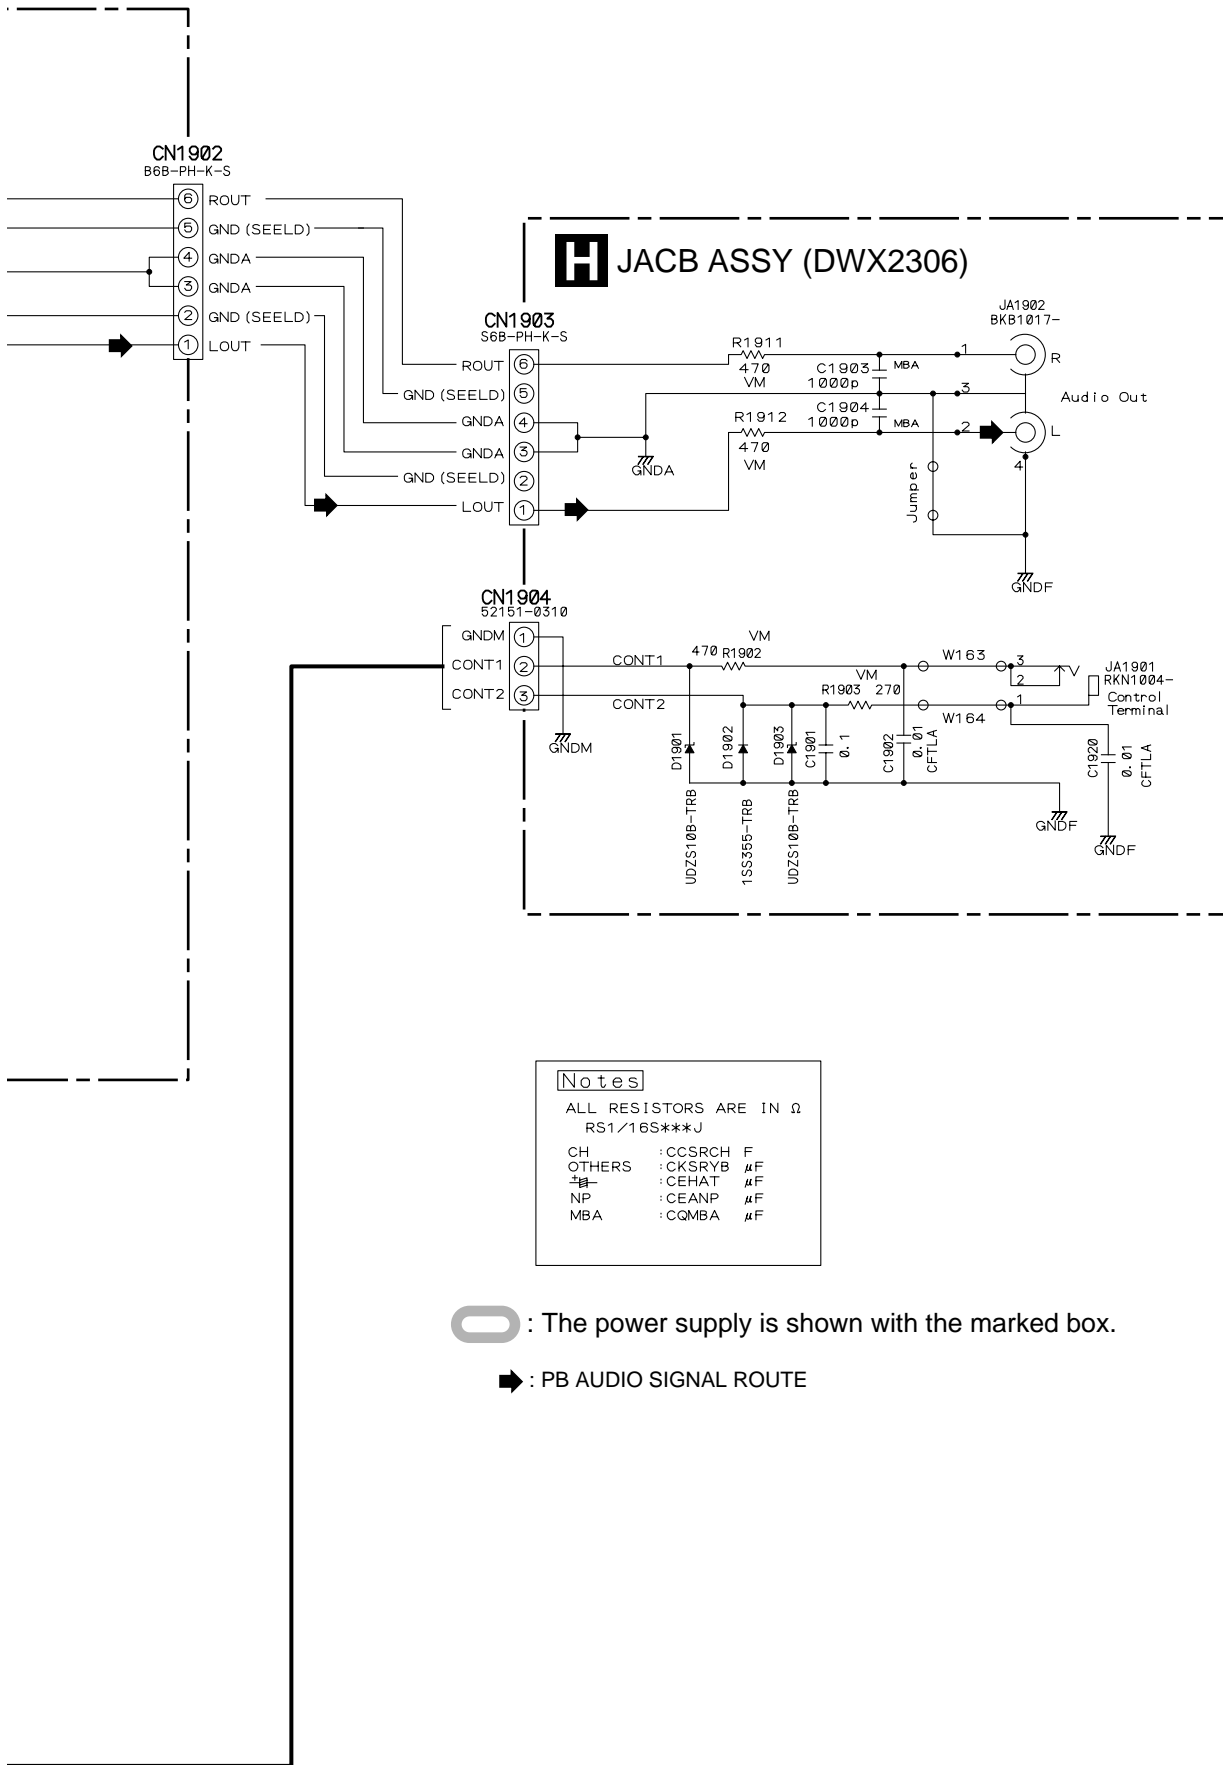 CN1902
B6B-PH-K-S
6 ROUT
5 GND (SEELD)
4 GNDA
3 GNDA
2 GND (SEELD)
1 LOUT
H JACB ASSY (DWX2306)
CN1903
S6B-PH-K-S
ROUT 6
GND (SEELD) 5
GNDA 4
GNDA 3
GND (SEELD) 2
LOUT 1
R1911
470
VM
C1903
1000p
MBA
C1904
1000p
MBA
R1912
470
VM
GNDA
JA1902
BKB1017-
1
R
3
Audio Out
2
L
4
Jumper
GNDF
CN1904
52151-0310
GNDM 1
CONT1 2
CONT2 3
GNDM
CONT1
CONT2
VM
470 R1902
VM
R1903 270
W163
W164
3
2
1
JA1901
RKN1004-
Control
Terminal
D1901
UDZS10B-TRB
D1902
1SS355-TRB
D1903
UDZS10B-TRB
C1901
0.1
C1902
0.01
CFTLA
C1920
0.01
CFTLA
GNDF
GNDF
Notes
ALL RESISTORS ARE IN Ω
RS1/16S***J
CH :CCSRCH F
OTHERS :CKSRYB μF
+ :CEHAT μF
NP :CEANP μF
MBA :CQMBA μF
: The power supply is shown with the marked box.
: PB AUDIO SIGNAL ROUTE